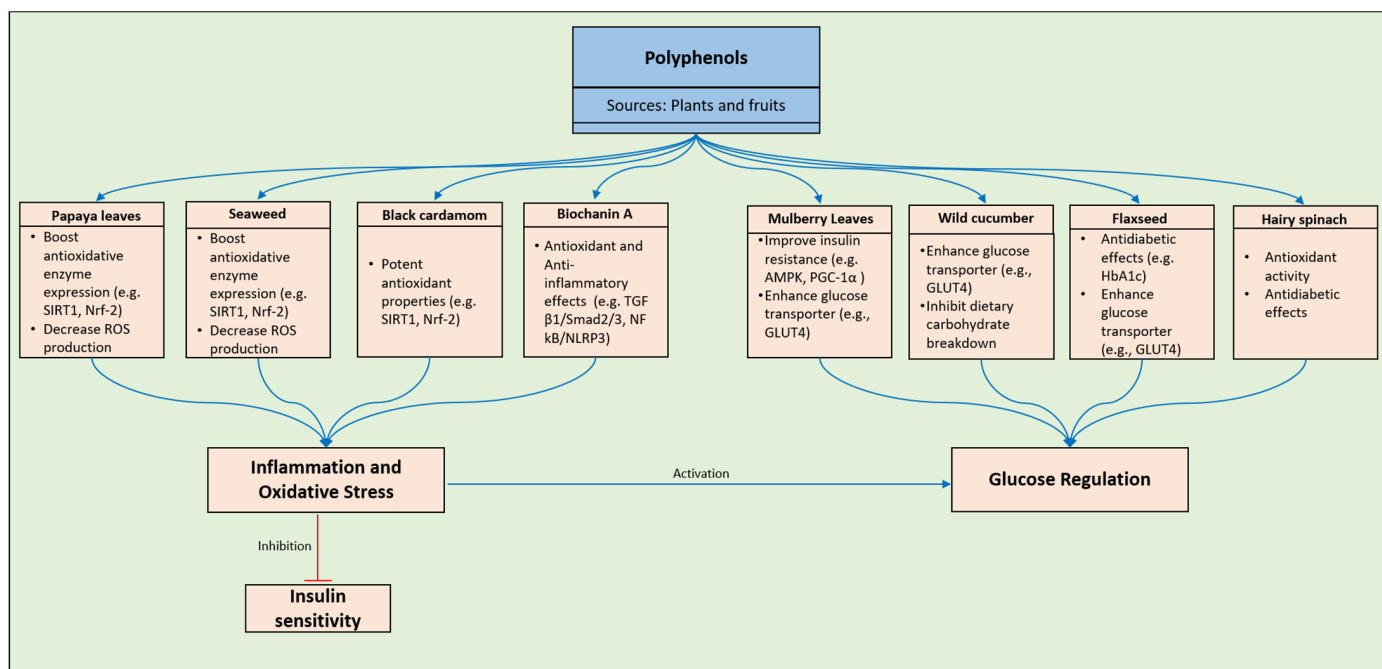 Polyphenols
Sources: Plants and fruits
Papaya leaves
• Boost
antioxidative
enzyme
expression (e.g.
SIRT1, Nrf-2)
• Decrease ROS
production
Seaweed
• Boost
antioxidative
enzyme
expression (e.g.
SIRT1, Nrf-2)
• Decrease ROS
production
Black cardamom
• Potent
antioxidant
properties (e.g.
SIRT1, Nrf-2)
Biochanin A
• Antioxidant and
Anti-
inflammatory
effects (e.g. TGF
β1/Smad2/3, NF
kB/NLRP3)
Mulberry Leaves
•Improve insulin
resistance (e.g.
AMPK, PGC-1α )
•Enhance glucose
transporter (e.g.,
GLUT4)
Wild cucumber
•Enhance glucose
transporter (e.g.,
GLUT4)
•Inhibit dietary
carbohydrate
breakdown
Flaxseed
• Antidiabetic
effects (e.g.
HbA1c)
• Enhance
glucose
transporter
(e.g., GLUT4)
Hairy spinach
• Antioxidant
activity
• Antidiabetic
effects
Inflammation and
Oxidative Stress
Activation
Glucose Regulation
Inhibition
Insulin
sensitivity